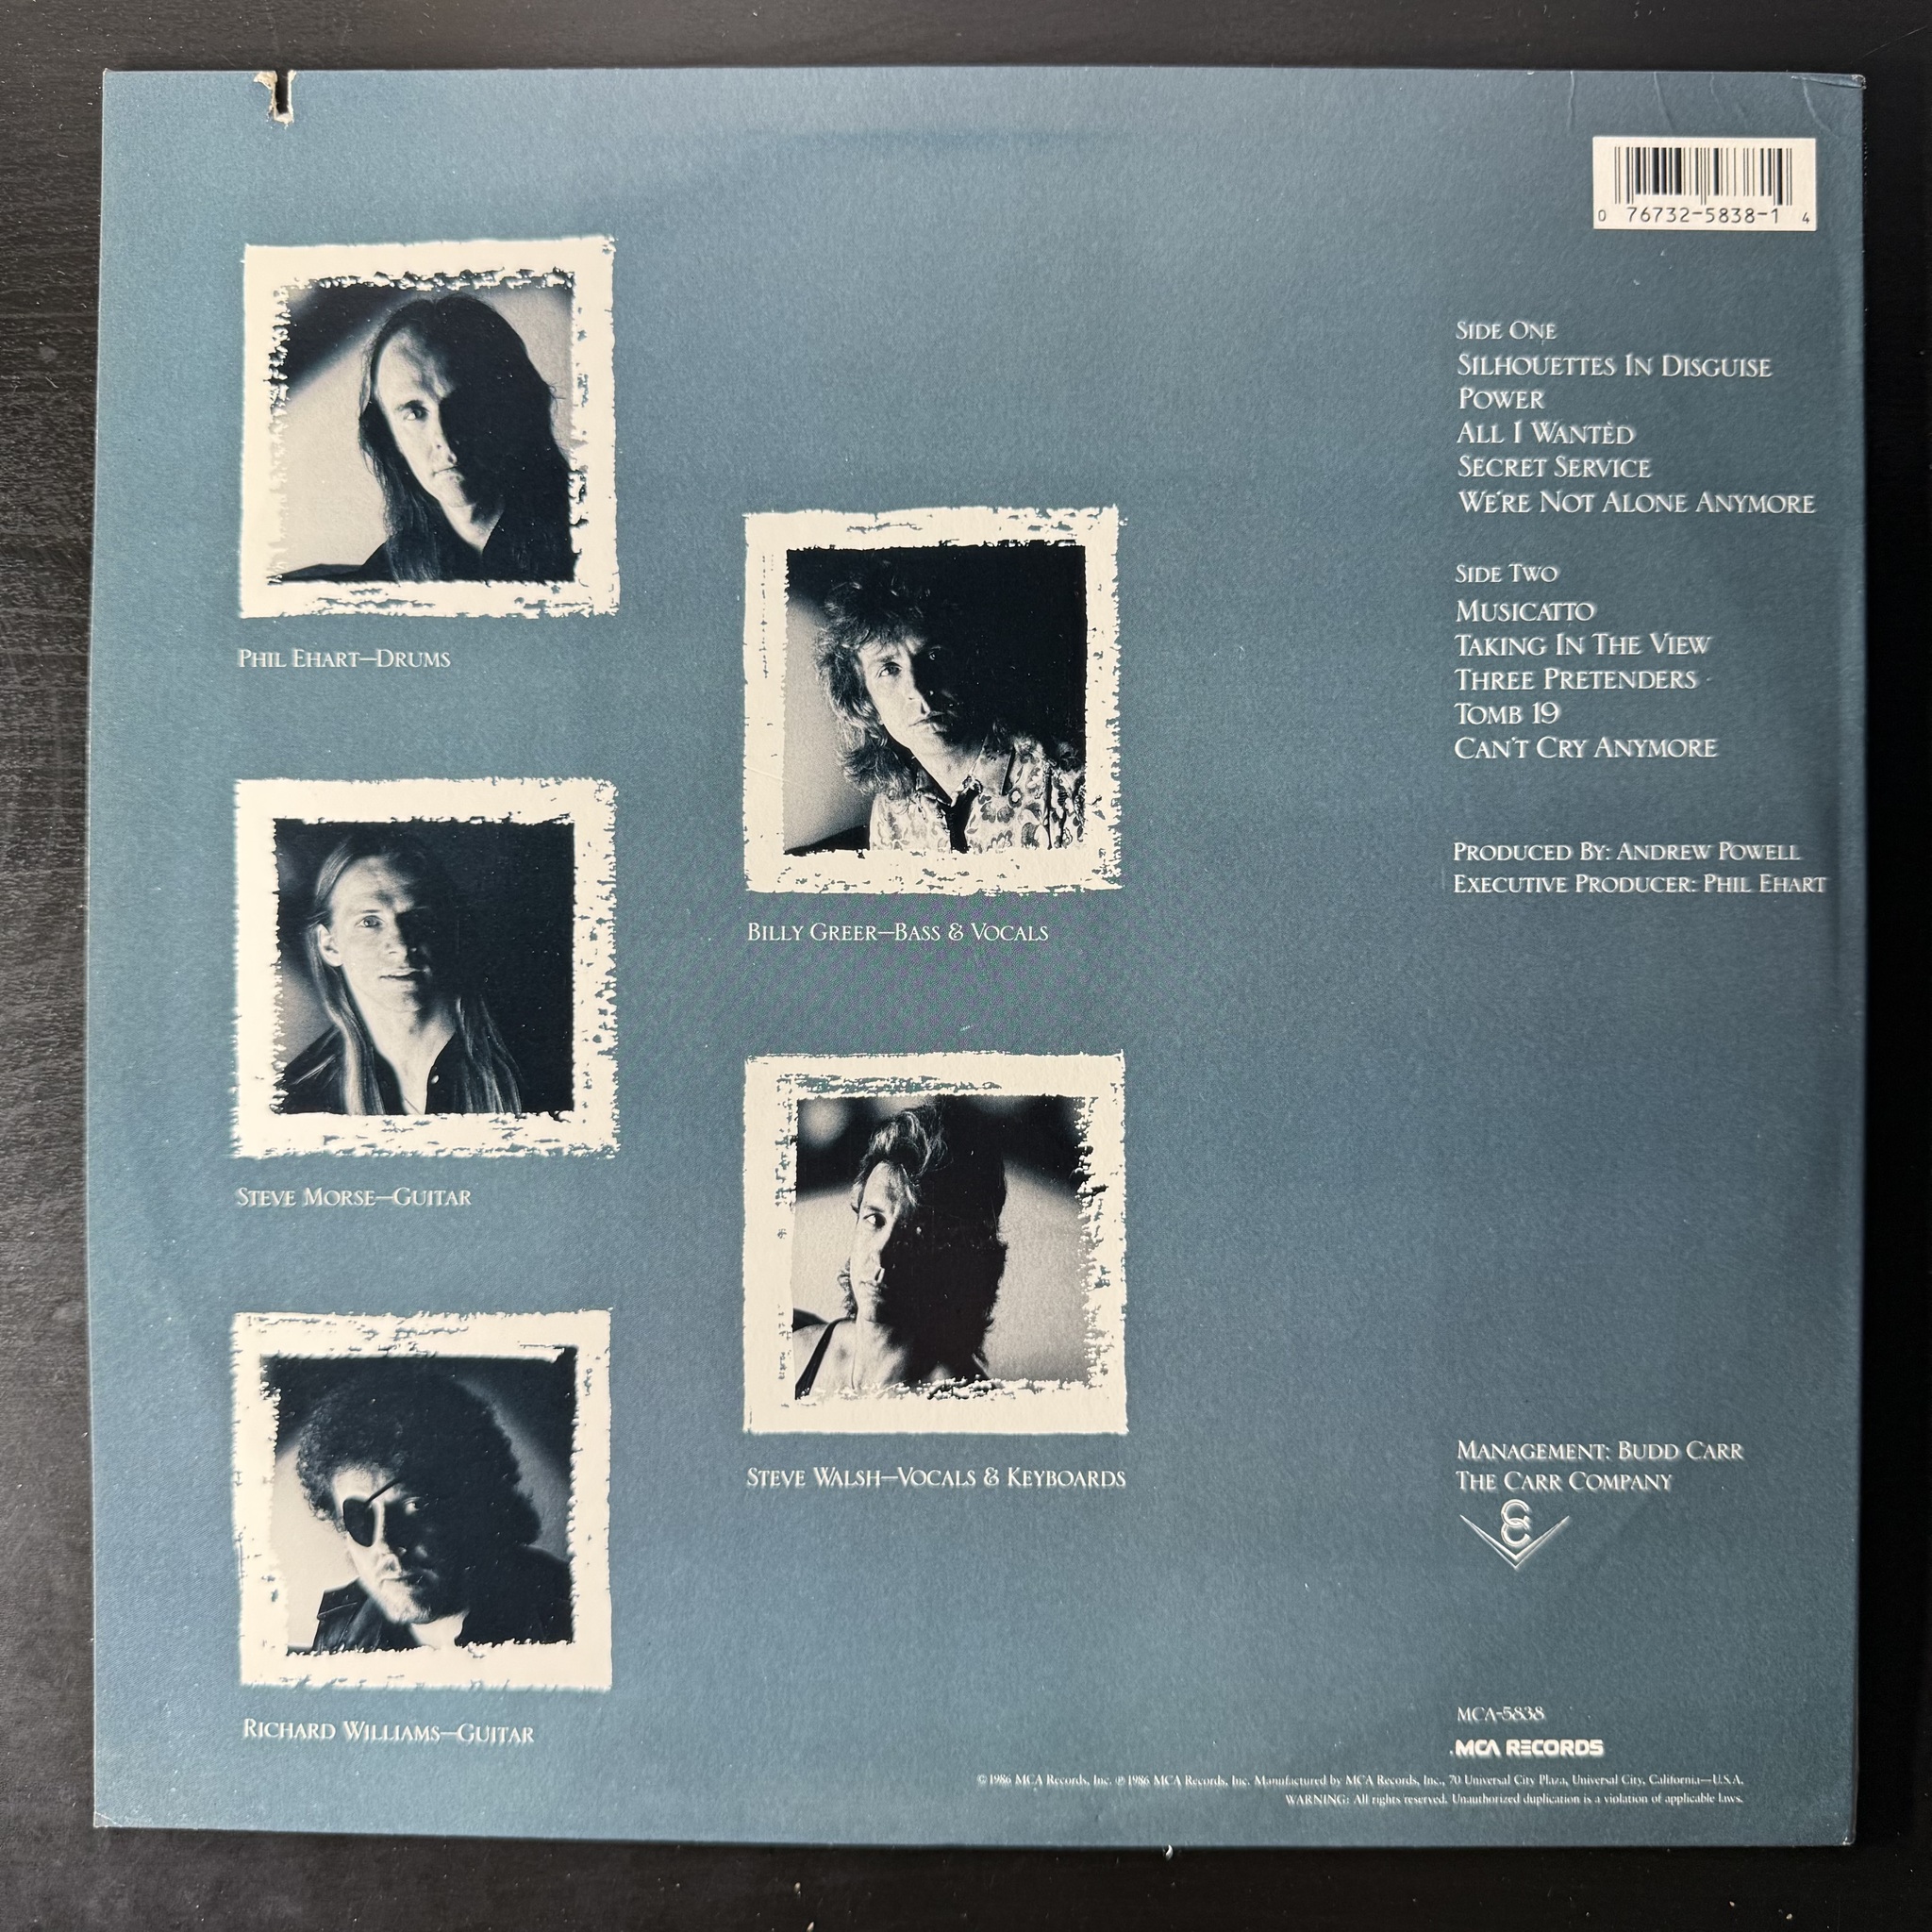 0 76732-5838-1 4
PHIL EHART—DRUMS
BILLY GREER—BASS & VOCALS
STEVE MORSE—GUITAR
STEVE WALSH—VOCALS & KEYBOARDS
RICHARD WILLIAMS—GUITAR
SIDE ONE
SILHOUETTES IN DISGUISE
POWER
ALL I WANTED
SECRET SERVICE
WE'RE NOT ALONE ANYMORE
SIDE TWO
MUSICATTO
TAKING IN THE VIEW
THREE PRETENDERS
TOMB 19
CAN'T CRY ANYMORE
PRODUCED BY: ANDREW POWELL
EXECUTIVE PRODUCER: PHIL EHART
MANAGEMENT: BUDD CARR
THE CARR COMPANY
CC
MCA-5838
MCA RECORDS
© 1986 MCA Records, Inc. ℗ 1986 MCA Records, Inc. Manufactured by MCA Records, Inc., 70 Universal City Plaza, Universal City, California—U.S.A.
WARNING: All rights reserved. Unauthorized duplication is a violation of applicable laws.